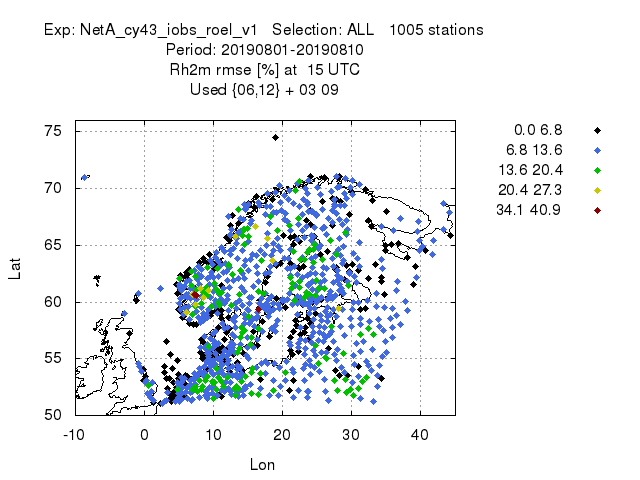 Exp: NetA_cy43_iobs_roel_v1 Selection: ALL 1005 stations
Period: 20190801-20190810
Rh2m rmse [%] at 15 UTC
Used {06,12} + 03 09
0.0 6.8
6.8 13.6
13.6 20.4
20.4 27.3
34.1 40.9
75
70
65
60
55
50
Lat
-10 0 10 20 30 40
Lon